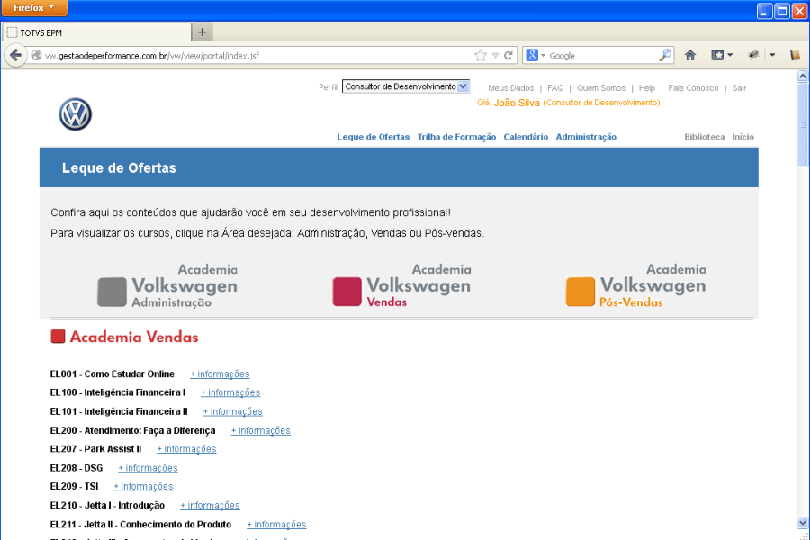 Firefox
TOTVS EPM
vw.gestaodeperformance.com.br/vw/view/portal/index.jsf
Google
Perfil Consultor de Desenvolvimento Meus Dados | FAQ | Quem Somos | Help Fale Conosco | Sair
Olá João Silva (Consultor de Desenvolvimento)
Leque de Ofertas Trilha de Formação Calendário Administração Biblioteca Início
Leque de Ofertas
Confira aqui os conteúdos que ajudarão você em seu desenvolvimento profissional!
Para visualizar os cursos, clique na Área desejada: Administração, Vendas ou Pós-Vendas.
Academia Volkswagen Administração
Academia Volkswagen Vendas
Academia Volkswagen Pós-Vendas
Academia Vendas
EL001 - Como Estudar Online + informações
EL100 - Inteligência Financeira I + informações
EL101 - Inteligência Financeira II + informações
EL200 - Atendimento: Faça a Diferença + informações
EL207 - Park Assist II + informações
EL208 - DSG + informações
EL209 - TSI + informações
EL210 - Jetta I - Introdução + informações
EL211 - Jetta II - Conhecimento do Produto + informações